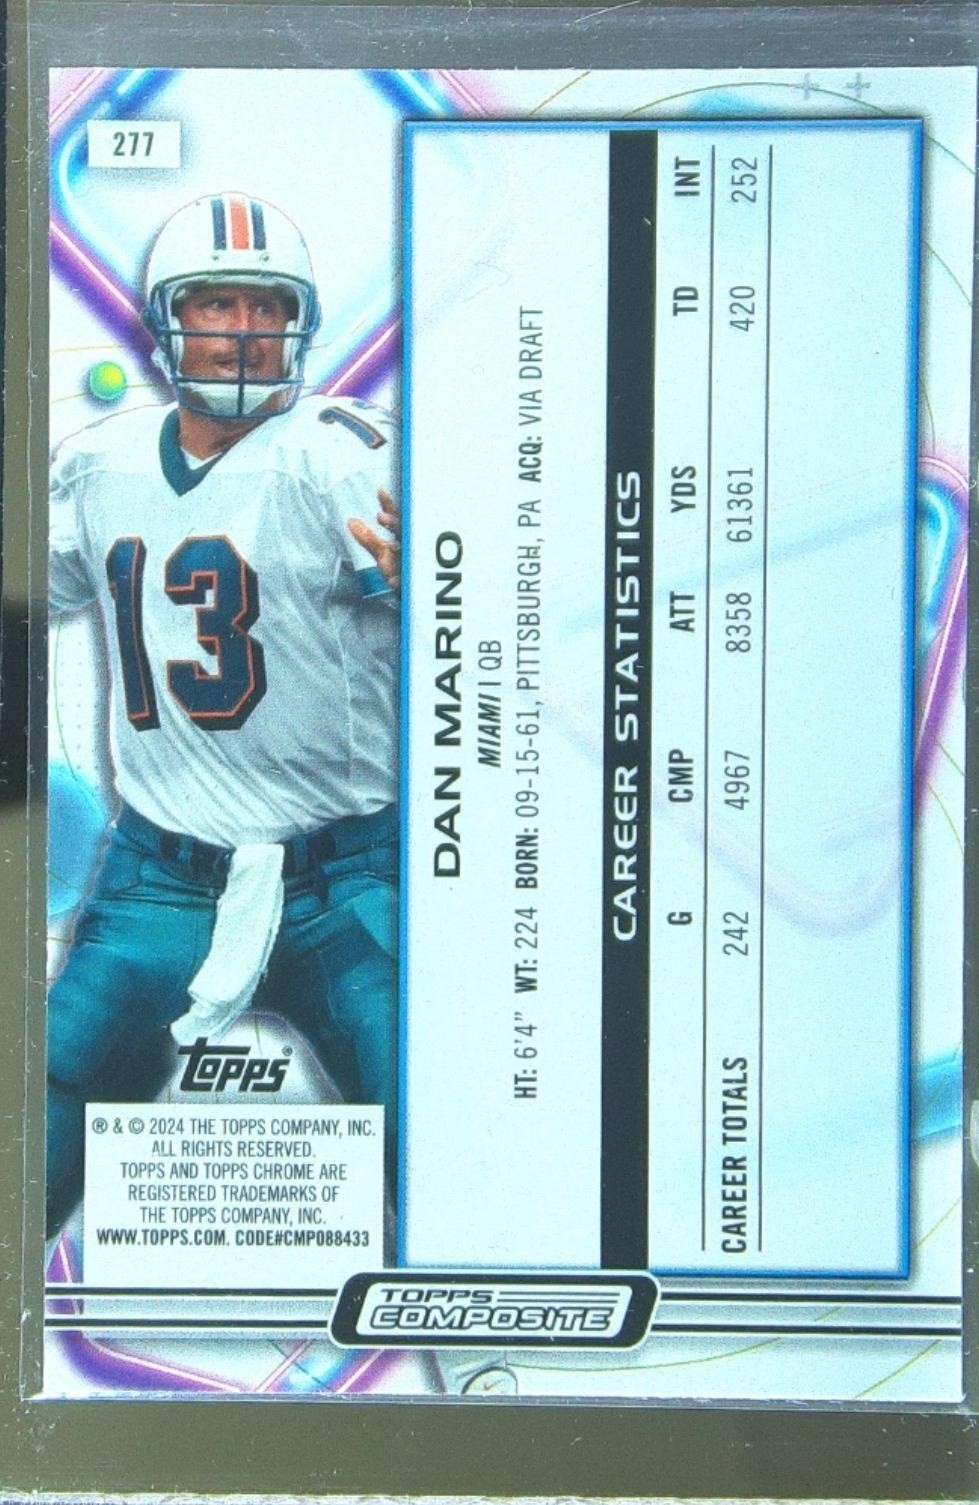 277
13
1
TOPPS®
® & © 2024 THE TOPPS COMPANY, INC.
ALL RIGHTS RESERVED.
TOPPS AND TOPPS CHROME ARE
REGISTERED TRADEMARKS OF
THE TOPPS COMPANY, INC.
WWW.TOPPS.COM. CODE#CMP088433
DAN MARINO
MIAMI | QB
HT: 6'4" WT: 224 BORN: 09-15-61, PITTSBURGH, PA ACQ: VIA DRAFT
CAREER STATISTICS
G CMP ATT YDS TD INT
CAREER TOTALS 242 4967 8358 61361 420 252
TOPPS
COMPOSITE